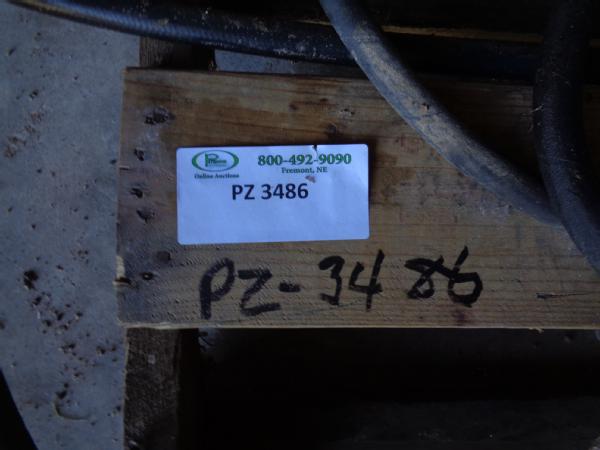 800-492-9090
Fremont, NE
Online Auctions
PZ 3486
PZ-3486